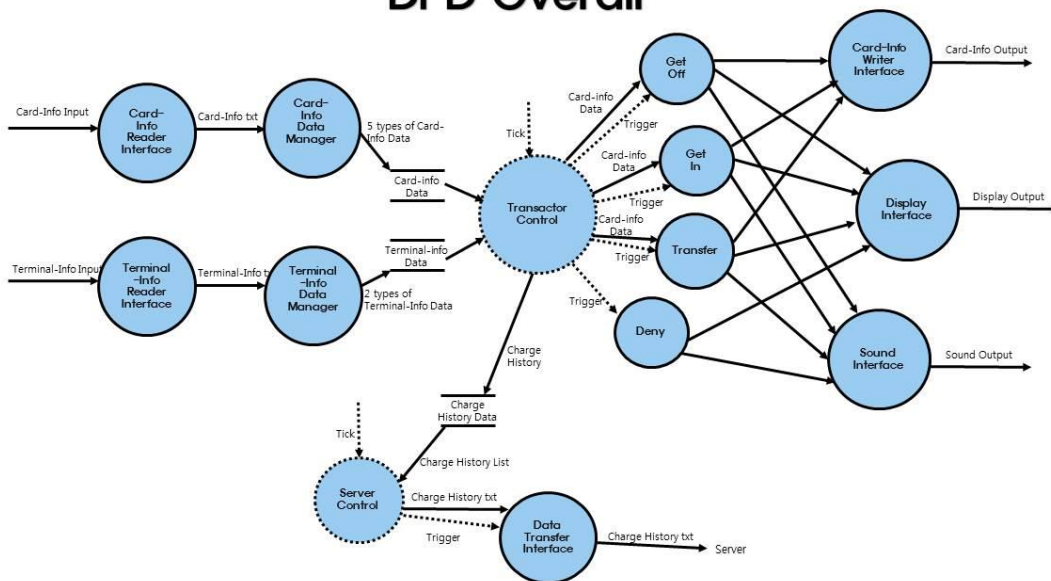 DFD Overall
Card-Info Input
Card-
Info
Reader
Interface
Card-Info txt
Card-
Info
Data
Manager
5 types of Card-
Info Data
Card-info
Data
Terminal-Info Input
Terminal
-Info
Reader
Interface
Terminal-Info t
Terminal
-Info
Data
Manager
2 types of
Terminal-Info Data
Terminal-info
Data
Tick
Transactor
Control
Card-info
Data
Trigger
Card-info
Data
Trigger
Card-info
Data
Trigger
Trigger
Get
Off
Get
In
Transfer
Deny
Card-Info
Writer
Interface
Card-Info Output
Display
Interface
Display Output
Sound
Interface
Sound Output
Charge
History
Charge
History Data
Charge History List
Tick
Server
Control
Charge History txt
Trigger
Data
Transfer
Interface
Charge History txt
Server